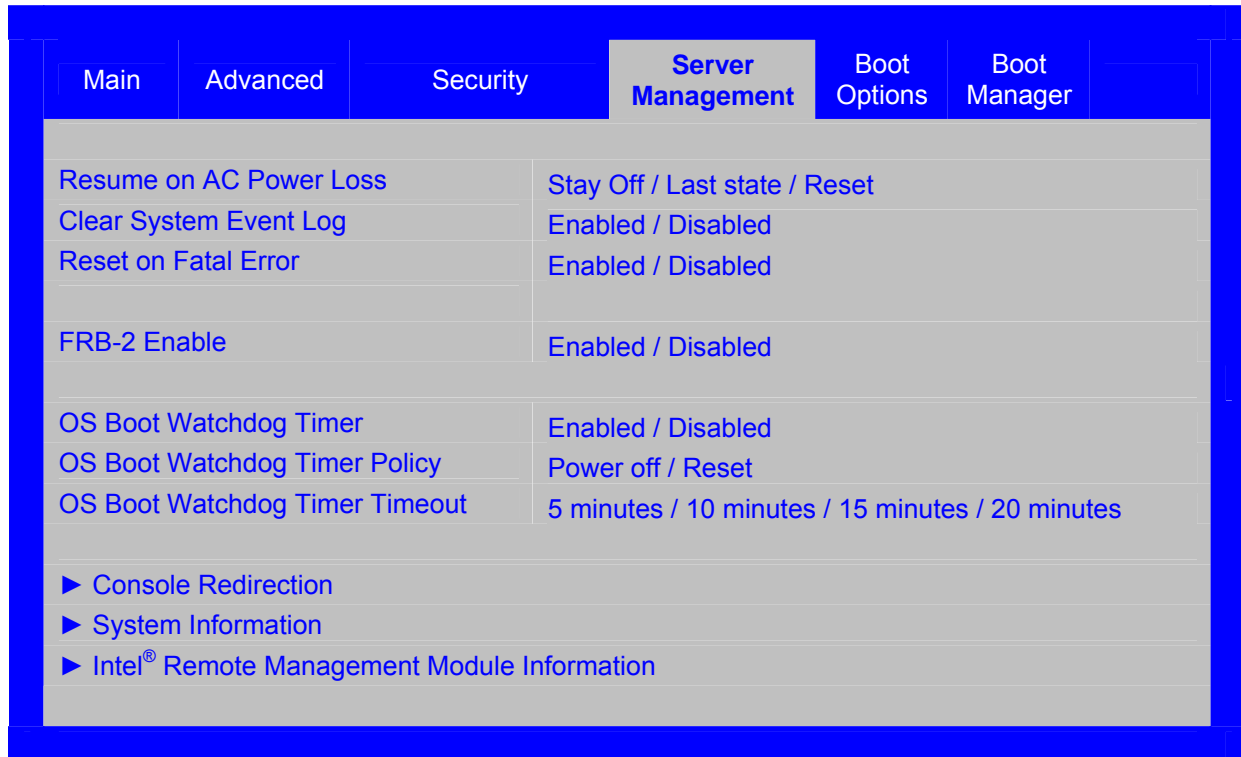 Main Advanced Security Server Management Boot Options Boot Manager
Resume on AC Power Loss Stay Off / Last state / Reset
Clear System Event Log Enabled / Disabled
Reset on Fatal Error Enabled / Disabled
FRB-2 Enable Enabled / Disabled
OS Boot Watchdog Timer Enabled / Disabled
OS Boot Watchdog Timer Policy Power off / Reset
OS Boot Watchdog Timer Timeout 5 minutes / 10 minutes / 15 minutes / 20 minutes
► Console Redirection
► System Information
► Intel® Remote Management Module Information